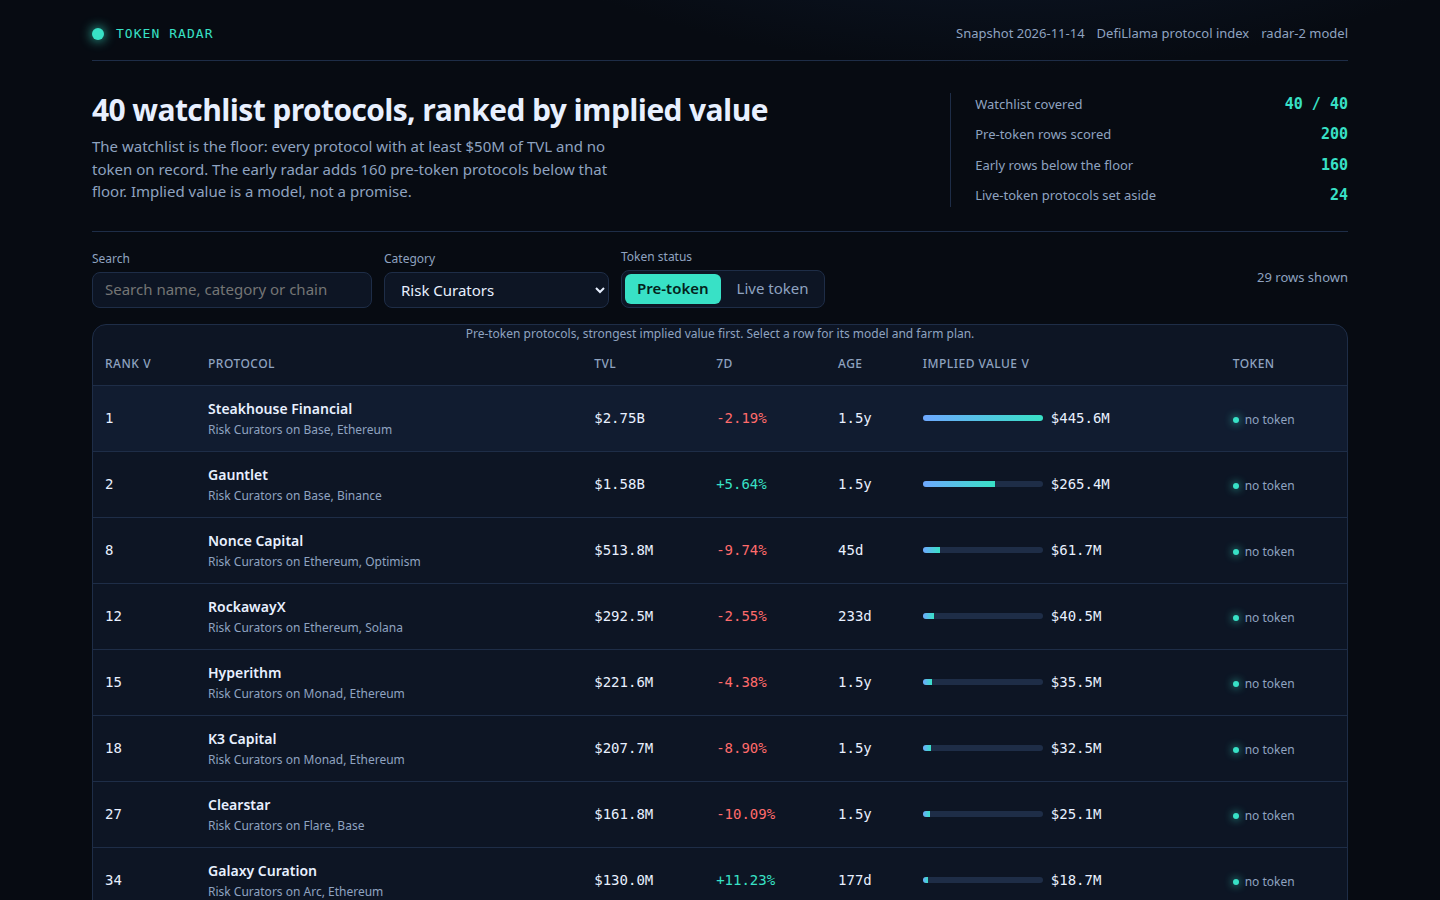 TOKEN RADAR
Snapshot 2026-11-14 DefiLlama protocol index radar-2 model
40 watchlist protocols, ranked by implied value
The watchlist is the floor: every protocol with at least $50M of TVL and no
token on record. The early radar adds 160 pre-token protocols below that
floor. Implied value is a model, not a promise.
Watchlist covered 40 / 40
Pre-token rows scored 200
Early rows below the floor 160
Live-token protocols set aside 24
Search
Category
Token status
Search name, category or chain
Risk Curators
Pre-token
Live token
29 rows shown
Pre-token protocols, strongest implied value first. Select a row for its model and farm plan.
RANK V PROTOCOL TVL 7D AGE IMPLIED VALUE V TOKEN
1 Steakhouse Financial $2.75B -2.19% 1.5y $445.6M no token
Risk Curators on Base, Ethereum
2 Gauntlet $1.58B +5.64% 1.5y $265.4M no token
Risk Curators on Base, Binance
8 Nonce Capital $513.8M -9.74% 45d $61.7M no token
Risk Curators on Ethereum, Optimism
12 RockawayX $292.5M -2.55% 233d $40.5M no token
Risk Curators on Ethereum, Solana
15 Hyperithm $221.6M -4.38% 1.5y $35.5M no token
Risk Curators on Monad, Ethereum
18 K3 Capital $207.7M -8.90% 1.5y $32.5M no token
Risk Curators on Monad, Ethereum
27 Clearstar $161.8M -10.09% 1.5y $25.1M no token
Risk Curators on Flare, Base
34 Galaxy Curation $130.0M +11.23% 177d $18.7M no token
Risk Curators on Arc, Ethereum